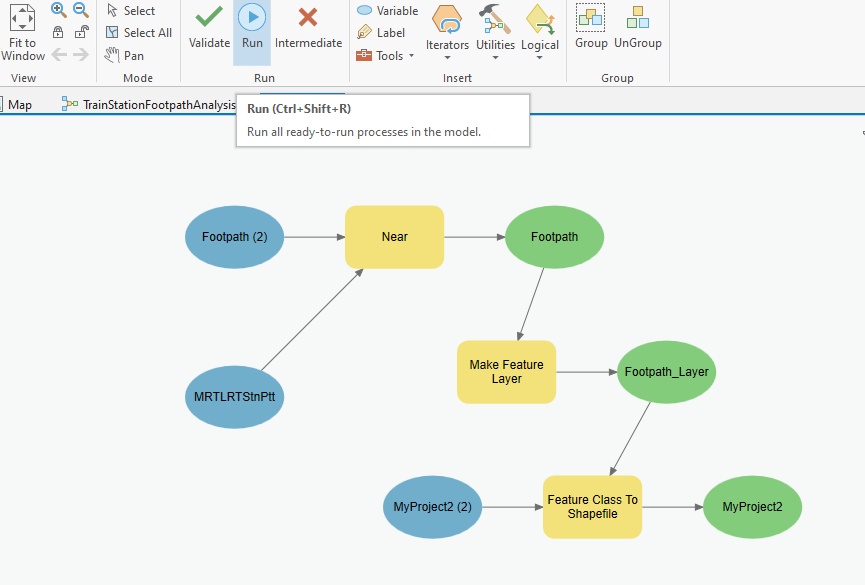 Fit to
Window
View
Select
Select All
Pan
Mode
Validate
Run
Intermediate
Run
Variable
Label
Tools
Iterators
Utilities
Logical
Insert
Group
UnGroup
Group
Map
TrainStationFootpathAnalysis
Run (Ctrl+Shift+R)
Run all ready-to-run processes in the model.
Footpath (2)
Near
Footpath
MRTLRTStnPtt
Make Feature
Layer
Footpath_Layer
MyProject2 (2)
Feature Class To
Shapefile
MyProject2